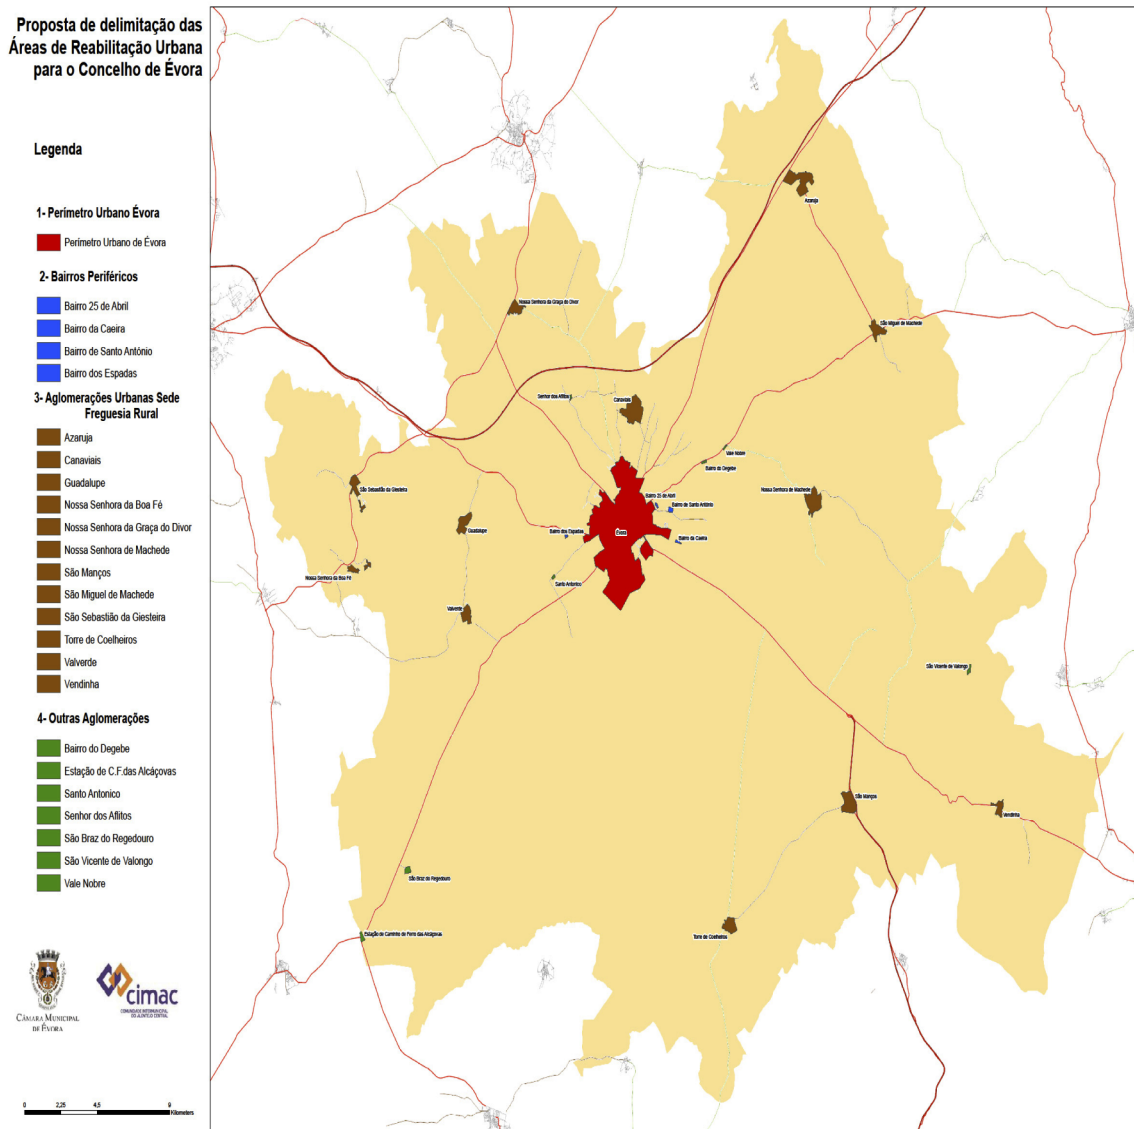 Proposta de delimitação das
Áreas de Reabilitação Urbana
para o Concelho de Évora
Legenda
1- Perímetro Urbano Évora
Perímetro Urbano de Évora
2- Bairros Periféricos
Bairro 25 de Abril
Bairro da Caeira
Bairro de Santo António
Bairro dos Espadas
3- Aglomerações Urbanas Sede
Freguesia Rural
Azaruja
Canaviais
Guadalupe
Nossa Senhora da Boa Fé
Nossa Senhora da Graça do Divor
Nossa Senhora de Machede
São Manços
São Miguel de Machede
São Sebastião da Giesteira
Torre de Coelheiros
Valverde
Vendinha
4- Outras Aglomerações
Bairro do Degebe
Estação de C.F.das Alcáçovas
Santo Antonico
Senhor dos Aflitos
São Braz do Regedouro
São Vicente de Valongo
Vale Nobre
CÂMARA MUNICIPAL
DE ÉVORA
cimac
COMUNIDADE INTERMUNICIPAL
DO ALENTEJO CENTRAL
0 2,25 4,5 9
Kilometers
Azaruja
Nossa Senhora da Graça do Divor
São Miguel de Machede
Senhor dos Aflitos
Canaviais
Vale Nobre
Bairro do Degebe
São Sebastião da Giesteira
Nossa Senhora de Machede
Bairro 25 de Abril
Bairro de Santo António
Guadalupe
Bairro dos Espadas
Évora
Bairro da Caeira
Nossa Senhora da Boa Fé
Santo Antonico
Valverde
São Vicente de Valongo
São Manços
Vendinha
São Braz do Regedouro
Estação de Caminho de Ferro das Alcáçovas
Torre de Coelheiros